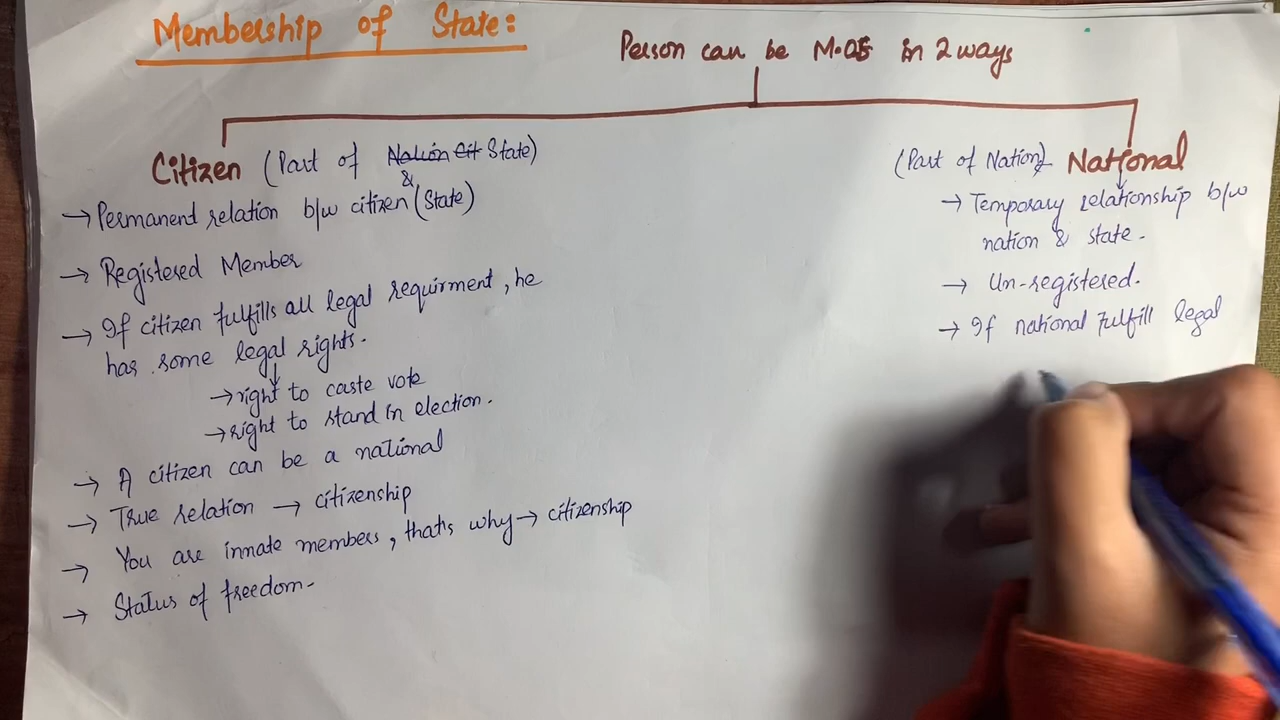 Membership of State:
Person can be M.OS in 2 ways
Citizen (Part of Nation Cit State)
→ Permanent relation b/w citizen & (State)
→ Registered Member
→ If citizen fulfills all legal requirment, he
has some legal rights.
→ right to caste vote
→ right to stand in election.
→ A citizen can be a national
→ True relation → citizenship
→ You are innate members, that's why → citizenship
→ Status of freedom.
(Part of Nation) National
→ Temporary relationship b/w
nation & state.
→ Un-registered.
→ If national fulfill legal